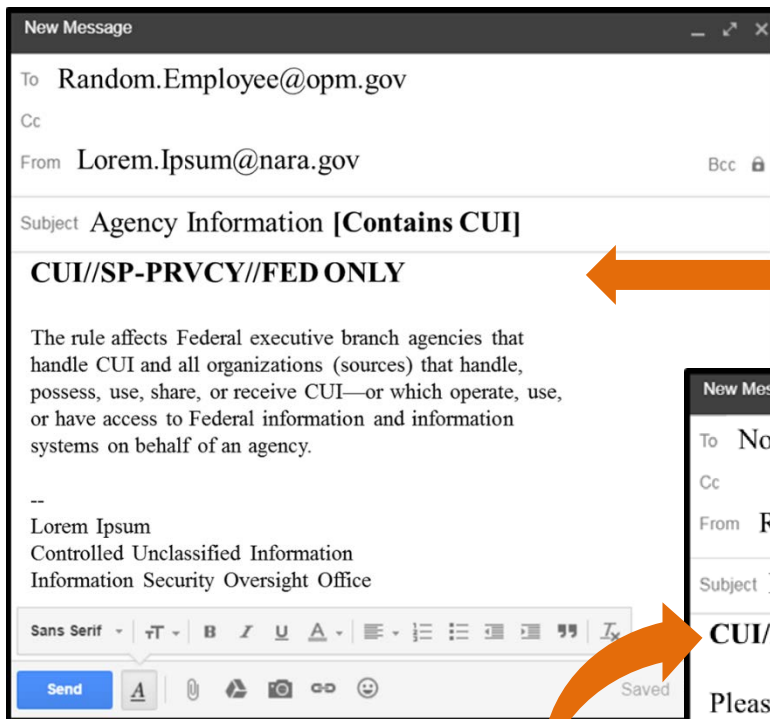 New Message
To Random.Employee@opm.gov
Cc
From Lorem.Ipsum@nara.gov Bcc
Subject Agency Information [Contains CUI]
CUI//SP-PRVCY//FED ONLY
The rule affects Federal executive branch agencies that
handle CUI and all organizations (sources) that handle,
possess, use, share, or receive CUI—or which operate, use,
or have access to Federal information and information
systems on behalf of an agency.
--
Lorem Ipsum
Controlled Unclassified Information
Information Security Oversight Office
Sans Serif
Send Saved
New
To
Cc
From
Subject
CUI/